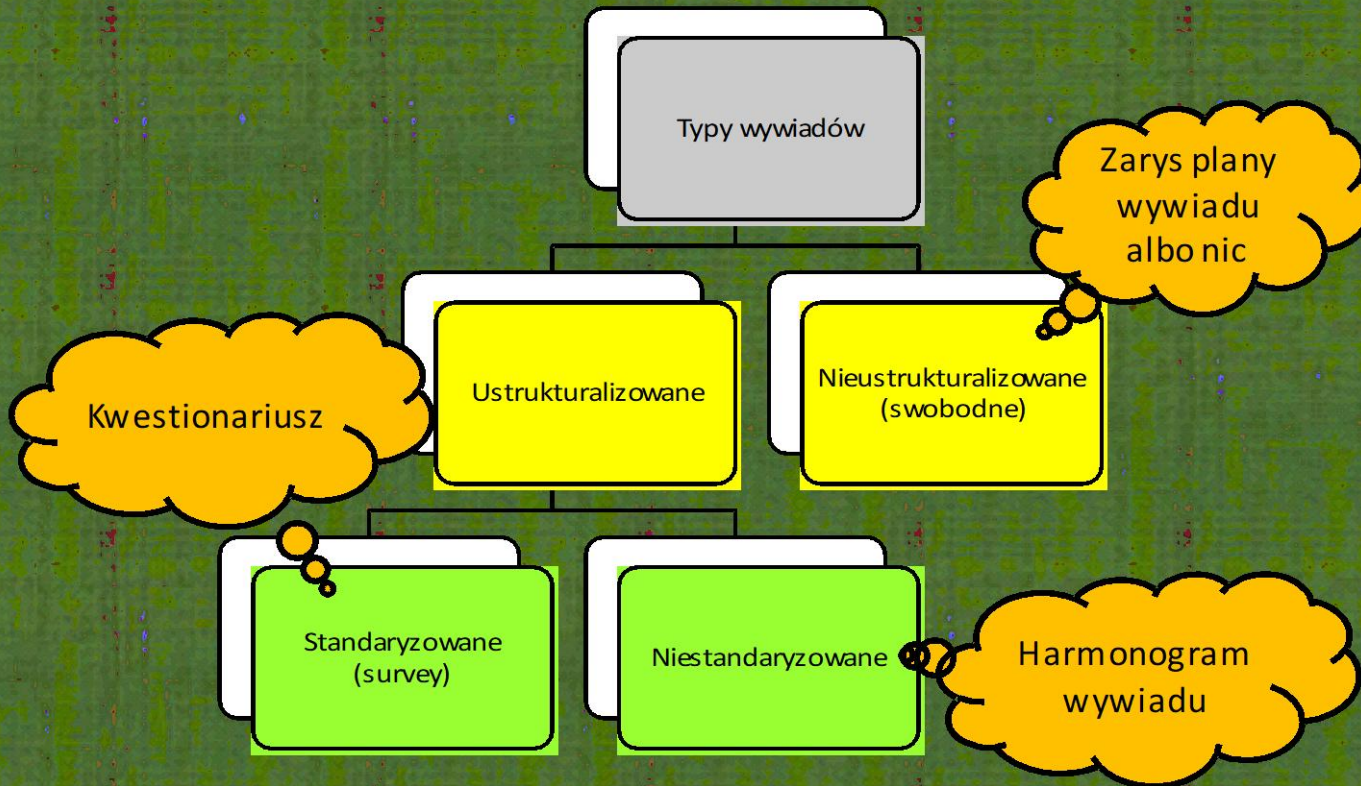 Typy wywiadów
Zarys plany
wywiadu
albo nic
Ustrukturalizowane
Nieustrukturalizowane
(swobodne)
Kwestionariusz
Standaryzowane
(survey)
Niestandaryzowane
Harmonogram
wywiadu